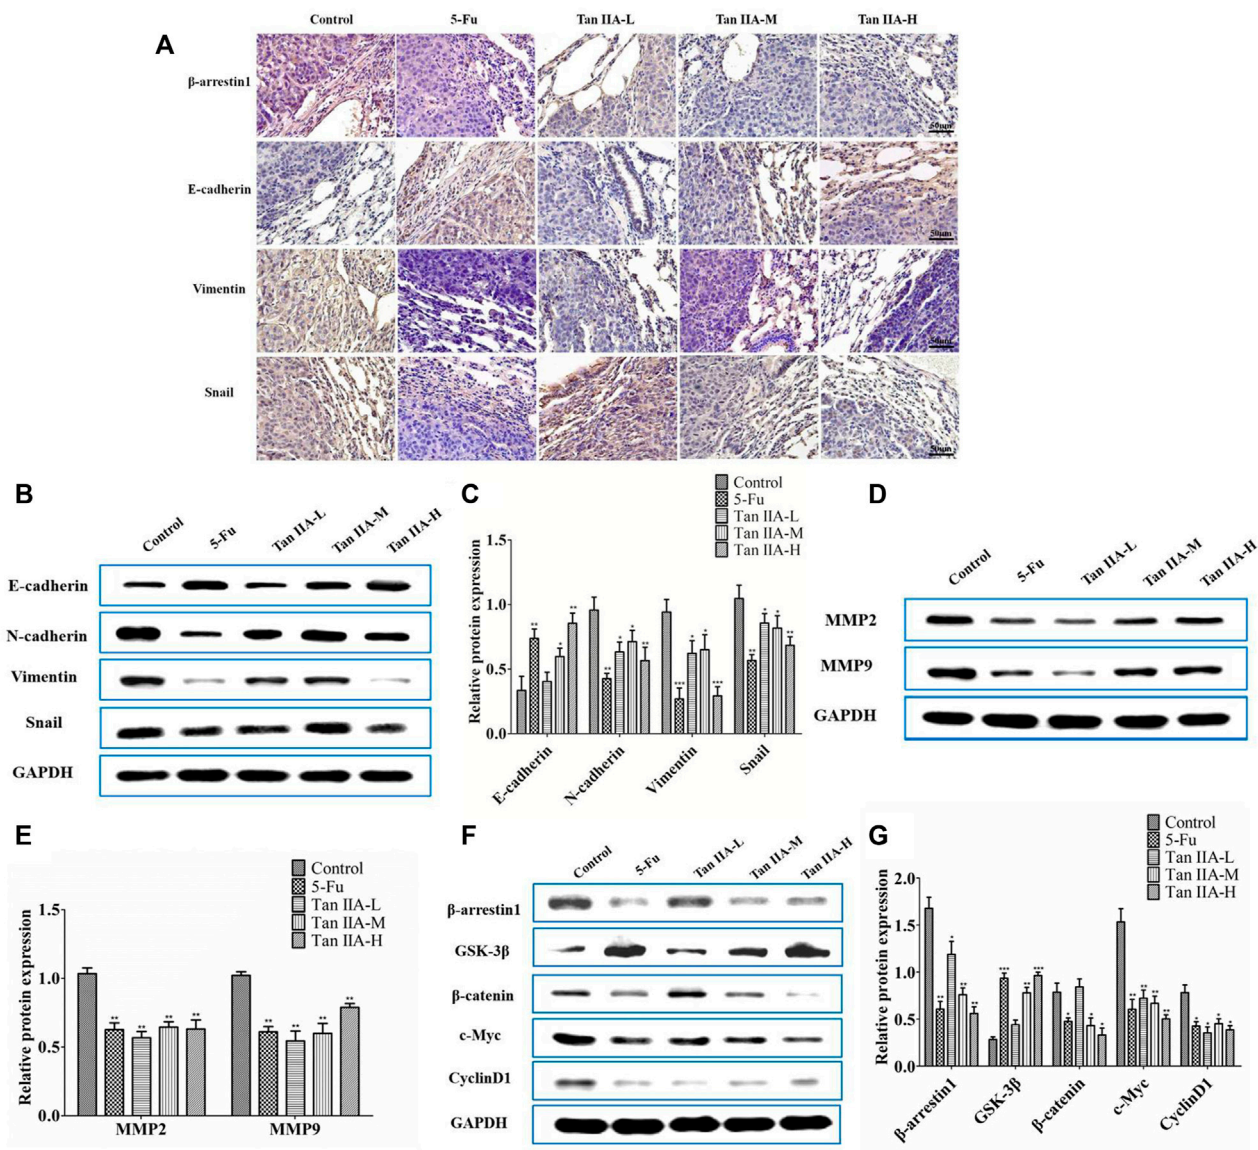 A
Control 5-Fu Tan IIA-L Tan IIA-M Tan IIA-H
β-arrestin1
50μm
E-cadherin
50μm
Vimentin
50μm
Snail
50μm
B
Control 5-Fu Tan IIA-L Tan IIA-M Tan IIA-H
E-cadherin
N-cadherin
Vimentin
Snail
GAPDH
C
Control
5-Fu
Tan IIA-L
Tan IIA-M
Tan IIA-H
Relative protein expression
1.5
1.0
0.5
0.0
** * **
** * * **
*** * * ***
** * * **
E-cadherin N-cadherin Vimentin Snail
D
Control 5-Fu Tan IIA-L Tan IIA-M Tan IIA-H
MMP2
MMP9
GAPDH
E
Control
5-Fu
Tan IIA-L
Tan IIA-M
Tan IIA-H
Relative protein expression
1.5
1.0
0.5
0.0
** ** ** **
** ** ** **
MMP2 MMP9
F
Control 5-Fu Tan IIA-L Tan IIA-M Tan IIA-H
β-arrestin1
GSK-3β
β-catenin
c-Myc
CyclinD1
GAPDH
G
Control
5-Fu
Tan IIA-L
Tan IIA-M
Tan IIA-H
Relative protein expression
2.0
1.5
1.0
0.5
0.0
** * ** **
*** ** ***
* * *
** ** ** **
* * * *
β-arrestin1 GSK-3β β-catenin c-Myc CyclinD1